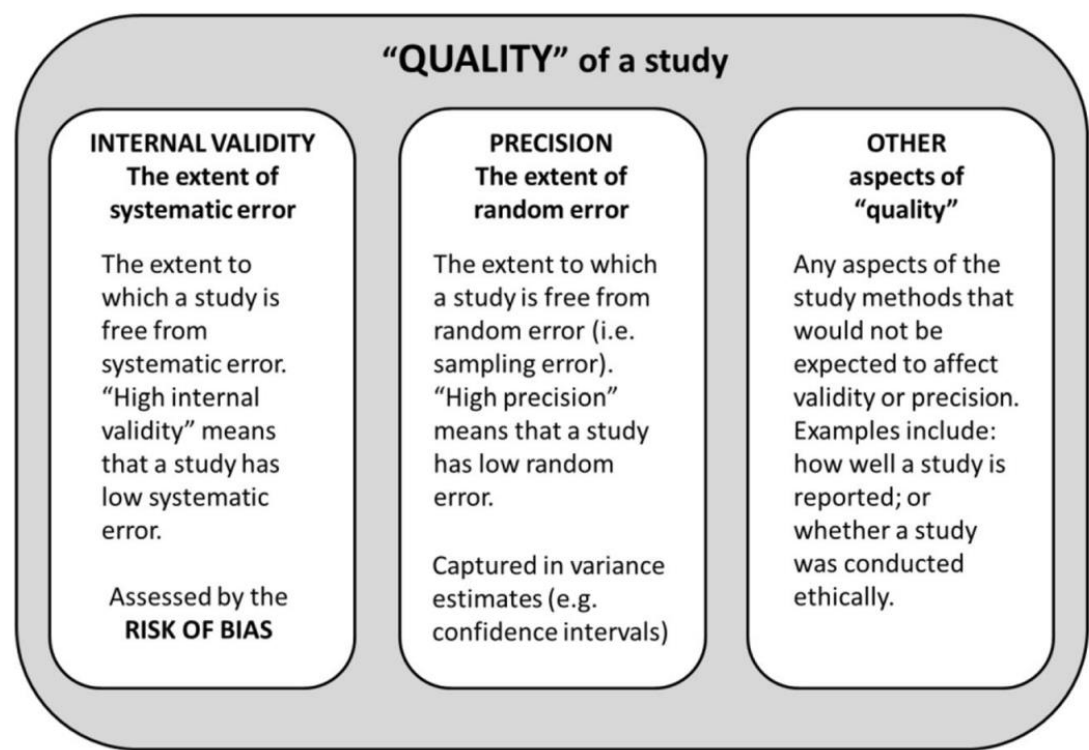 “QUALITY” of a study
INTERNAL VALIDITY
The extent of
systematic error
The extent to
which a study is
free from
systematic error.
“High internal
validity” means
that a study has
low systematic
error.
Assessed by the
RISK OF BIAS
PRECISION
The extent of
random error
The extent to which
a study is free from
random error (i.e.
sampling error).
“High precision”
means that a study
has low random
error.
Captured in variance
estimates (e.g.
confidence intervals)
OTHER
aspects of
“quality”
Any aspects of the
study methods that
would not be
expected to affect
validity or precision.
Examples include:
how well a study is
reported; or
whether a study
was conducted
ethically.